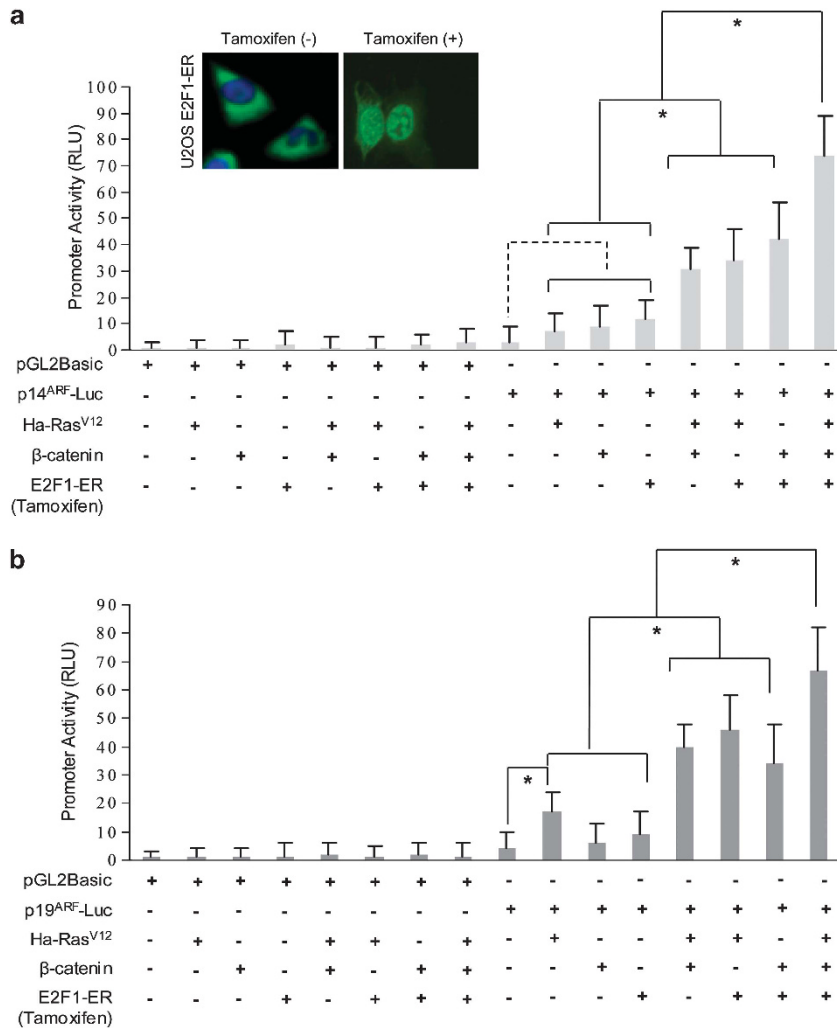 a
Tamoxifen (-) Tamoxifen (+)
U2OS E2F1-ER
*
*
Promoter Activity (RLU)
100
90
80
70
60
50
40
30
20
10
0
pGL2Basic + + + + + + + + - - - - - - - -
p14ARF-Luc - - - - - - - - + + + + + + + +
Ha-RasV12 - + - - + + - + - + - - + + - +
β-catenin - - + - + - + + - - + - + - + +
E2F1-ER - - - + - + + + - - - + - + + +
(Tamoxifen)
b
*
*
*
Promoter Activity (RLU)
90
80
70
60
50
40
30
20
10
0
pGL2Basic + + + + + + + + - - - - - - - -
p19ARF-Luc - - - - - - - - + + + + + + + +
Ha-RasV12 - + - - + + - + - + - - + + - +
β-catenin - - + - + - + + - - + - + - + +
E2F1-ER - - - + - + + + - - - + - + + +
(Tamoxifen)